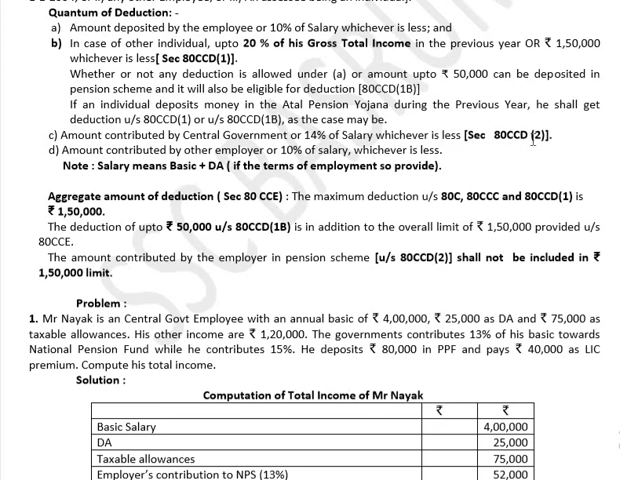 Quantum of Deduction: -
a) Amount deposited by the employee or 10% of Salary whichever is less; and
b) In case of other individual, upto 20 % of his Gross Total Income in the previous year OR ₹ 1,50,000
whichever is less[ Sec 80CCD(1)].
Whether or not any deduction is allowed under (a) or amount upto ₹ 50,000 can be deposited in
pension scheme and it will also be eligible for deduction [80CCD(1B)]
If an individual deposits money in the Atal Pension Yojana during the Previous Year, he shall get
deduction u/s 80CCD(1) or u/s 80CCD(1B), as the case may be.
c) Amount contributed by Central Government or 14% of Salary whichever is less [Sec 80CCD (2)].
d) Amount contributed by other employer or 10% of salary, whichever is less.
Note : Salary means Basic + DA ( if the terms of employment so provide).
Aggregate amount of deduction ( Sec 80 CCE) : The maximum deduction u/s 80C, 80CCC and 80CCD(1) is
₹ 1,50,000.
The deduction of upto ₹ 50,000 u/s 80CCD(1B) is in addition to the overall limit of ₹ 1,50,000 provided u/s
80CCE.
The amount contributed by the employer in pension scheme [u/s 80CCD(2)] shall not be included in ₹
1,50,000 limit.
Problem :
1. Mr Nayak is an Central Govt Employee with an annual basic of ₹ 4,00,000, ₹ 25,000 as DA and ₹ 75,000 as
taxable allowances. His other income are ₹ 1,20,000. The governments contributes 13% of his basic towards
National Pension Fund while he contributes 15%. He deposits ₹ 80,000 in PPF and pays ₹ 40,000 as LIC
premium. Compute his total income.
Solution :
Computation of Total Income of Mr Nayak
₹ ₹
Basic Salary 4,00,000
DA 25,000
Taxable allowances 75,000
Employer's contribution to NPS (13%) 52,000